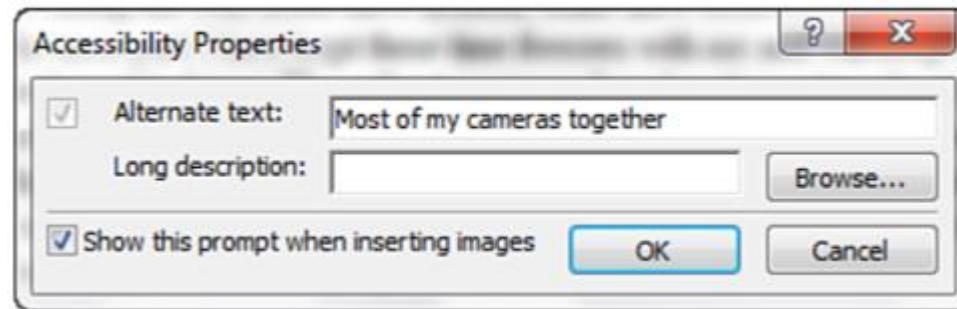 Accessibility Properties
Alternate text: Most of my cameras together
Long description: Browse...
Show this prompt when inserting images OK Cancel